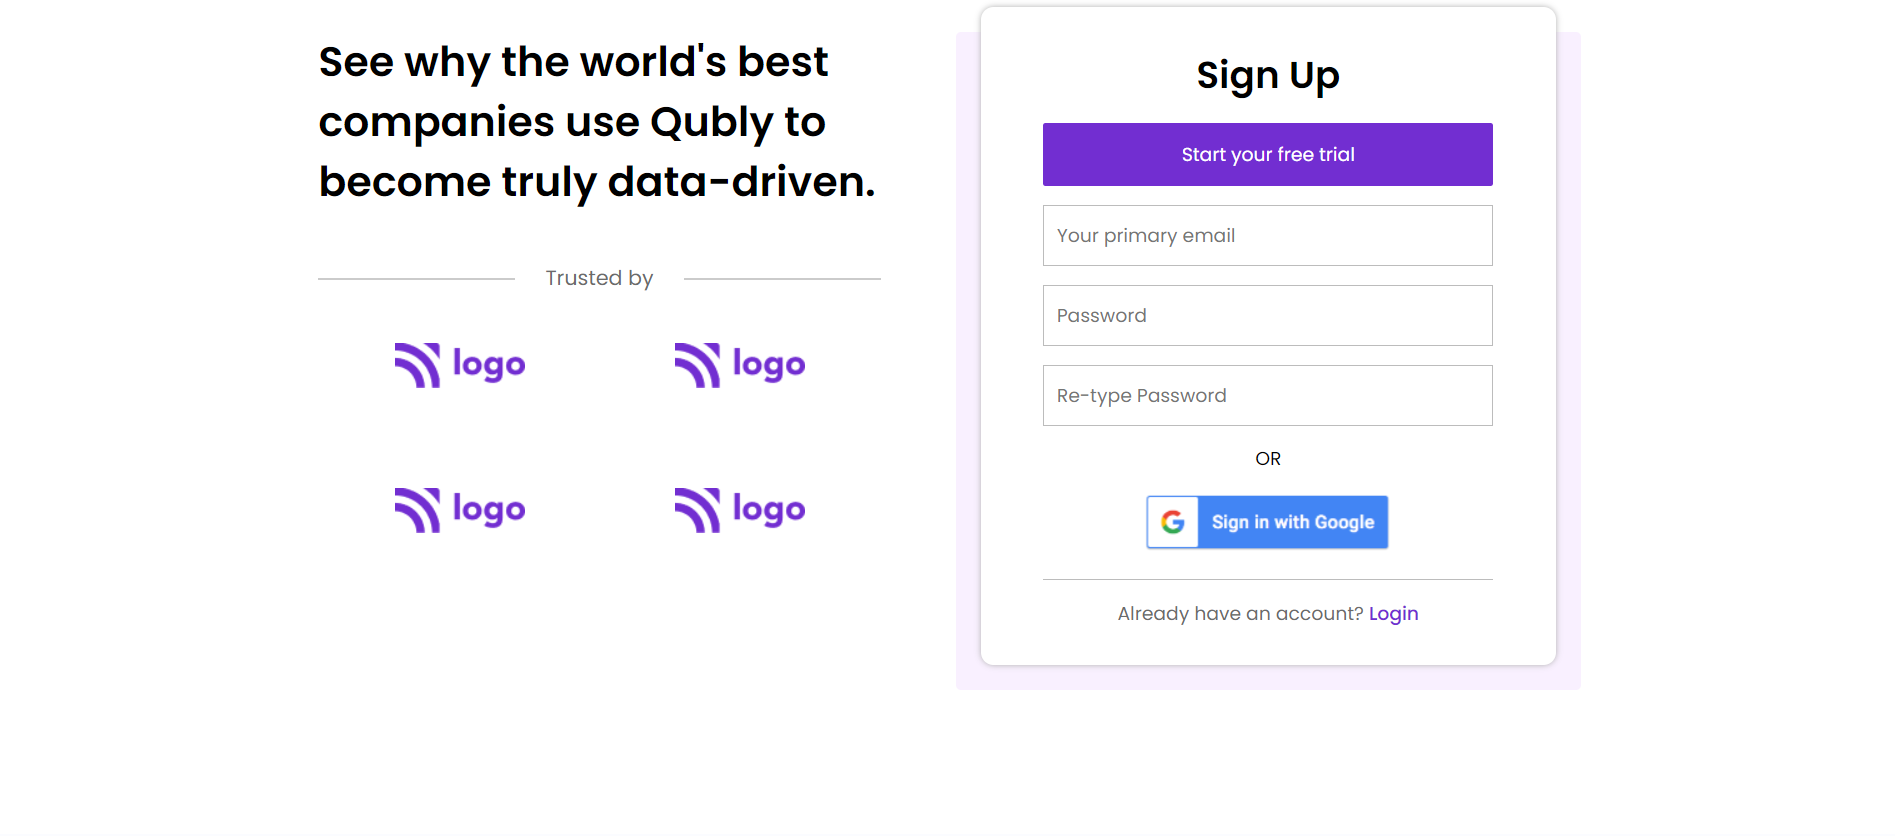 See why the world's best
companies use Qubly to
become truly data-driven.
Trusted by
logo
logo
logo
logo
Sign Up
Start your free trial
Your primary email
Password
Re-type Password
OR
Sign in with Google
Already have an account? Login